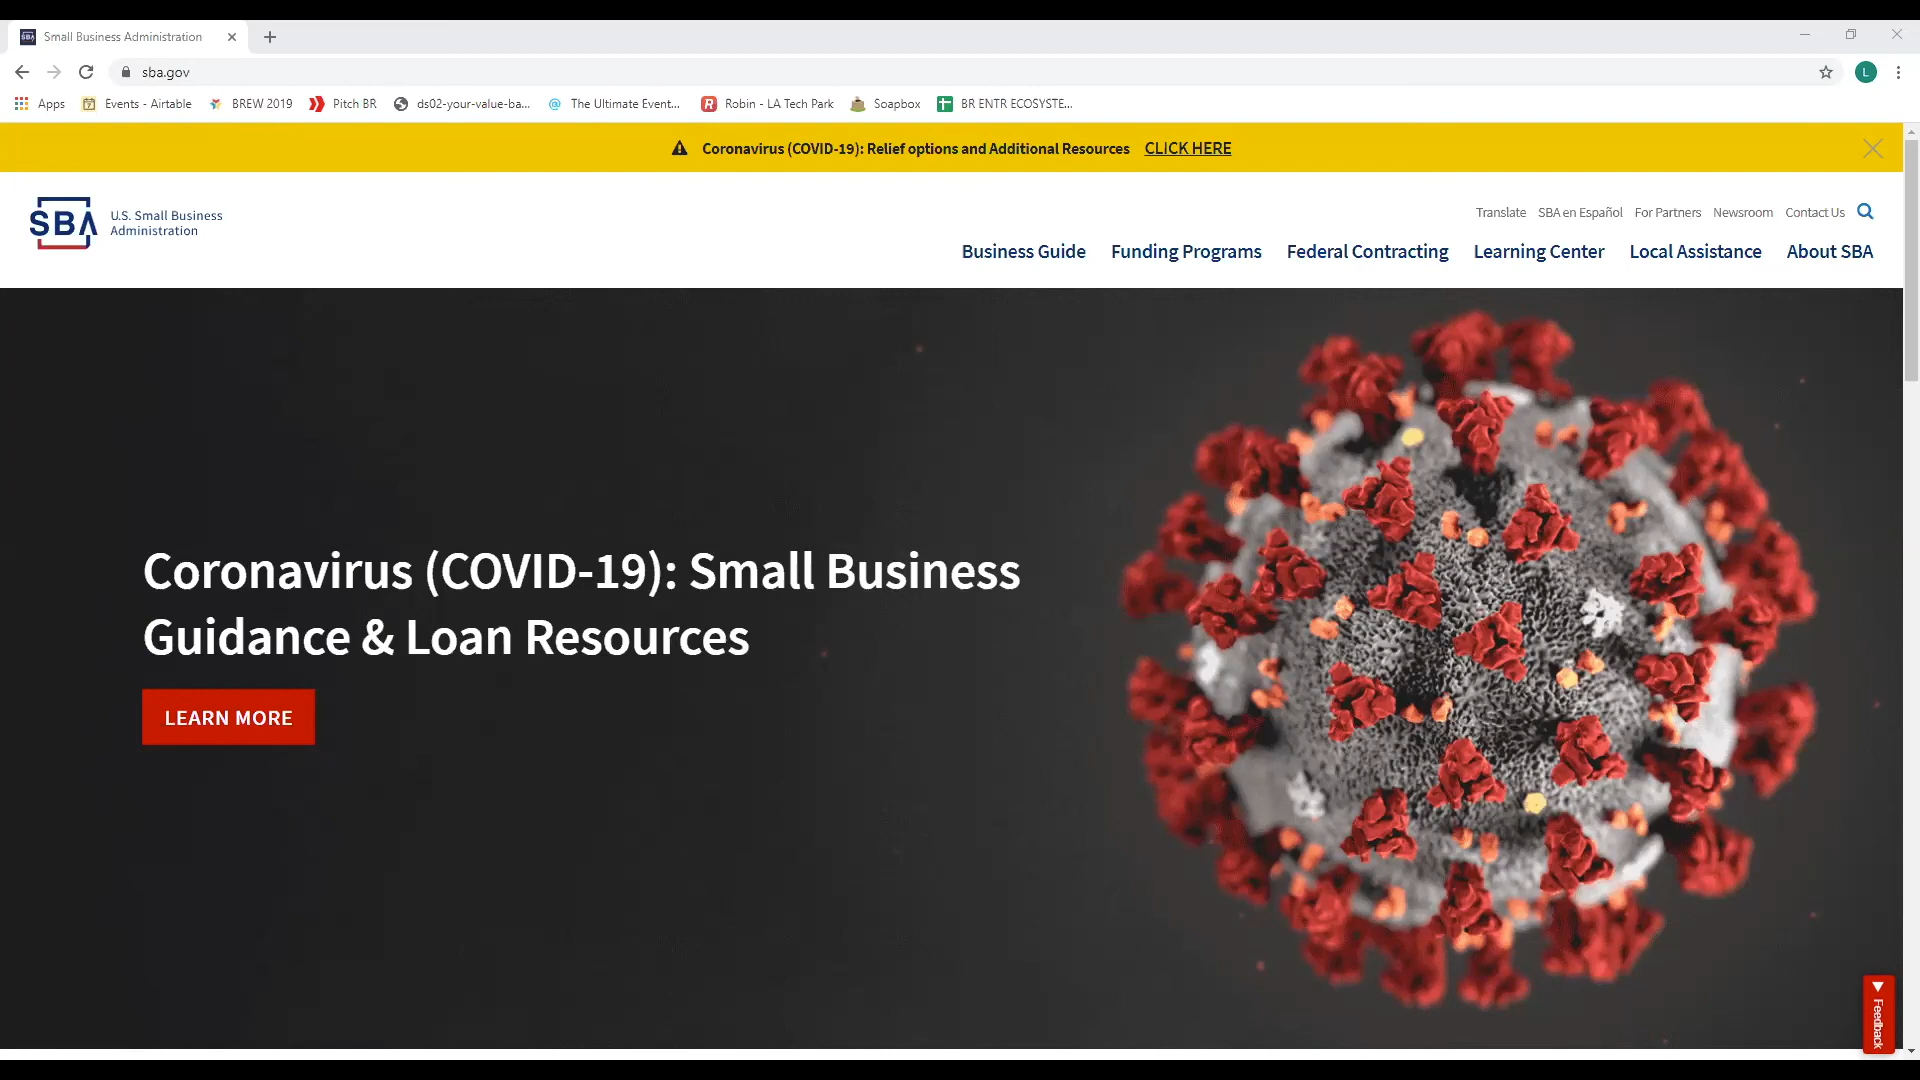 SBA Small Business Administration
sba.gov
L
Apps Events - Airtable BREW 2019 Pitch BR ds02-your-value-ba... The Ultimate Event... Robin - LA Tech Park Soapbox BR ENTR ECOSYSTE...
Coronavirus (COVID-19): Relief options and Additional Resources CLICK HERE
SBA
U.S. Small Business
Administration
Translate SBA en Español For Partners Newsroom Contact Us
Business Guide Funding Programs Federal Contracting Learning Center Local Assistance About SBA
Coronavirus (COVID-19): Small Business
Guidance & Loan Resources
LEARN MORE
Feedback